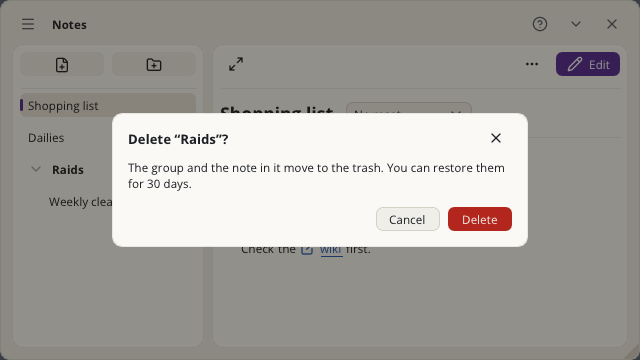 Notes
Edit
Shopping list
Shopping list
Dailies
Raids
Weekly clea
Delete “Raids”?
The group and the note in it move to the trash. You can restore them
for 30 days.
Cancel
Delete
Check the wiki first.